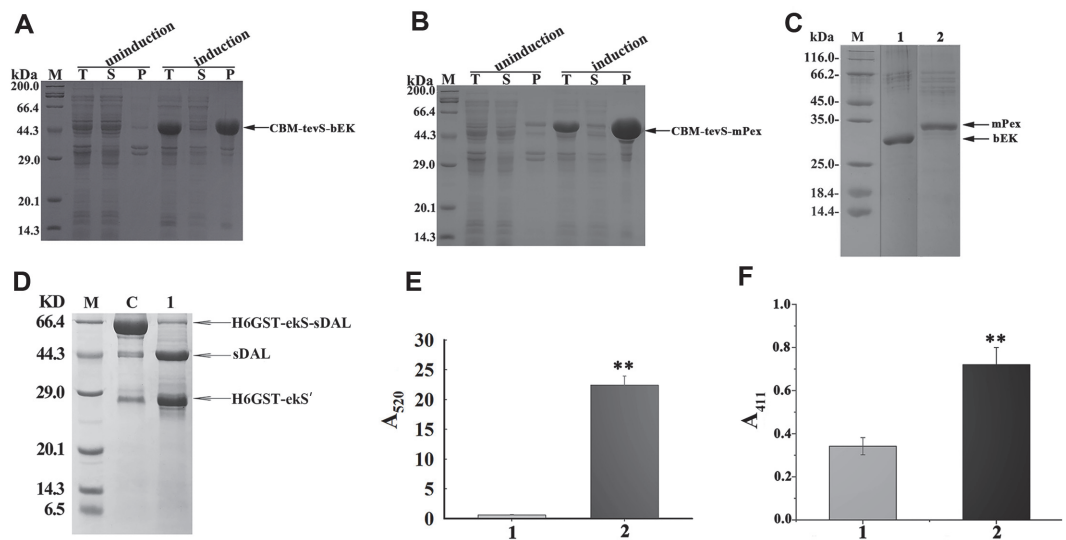 A
uninduction induction
kDa M T S P T S P
200.0
66.4
44.3
29.0
20.1
14.3
CBM-tevS-bEK
B
uninduction induction
kDa M T S P T S P
200.0
66.4
44.3
29.0
20.1
14.3
CBM-tevS-mPex
C
kDa M 1 2
116.0-
66.2-
45.0-
35.0-
25.0-
18.4-
14.4-
mPex
bEK
D
KD M C 1
66.4
44.3
29.0
20.1
14.3
6.5
H6GST-ekS-sDAL
sDAL
H6GST-ekS′
E
A520
30
25
20
15
10
5
0
**
1 2
F
A411
1.0
0.8
0.6
0.4
0.2
0.0
**
1 2